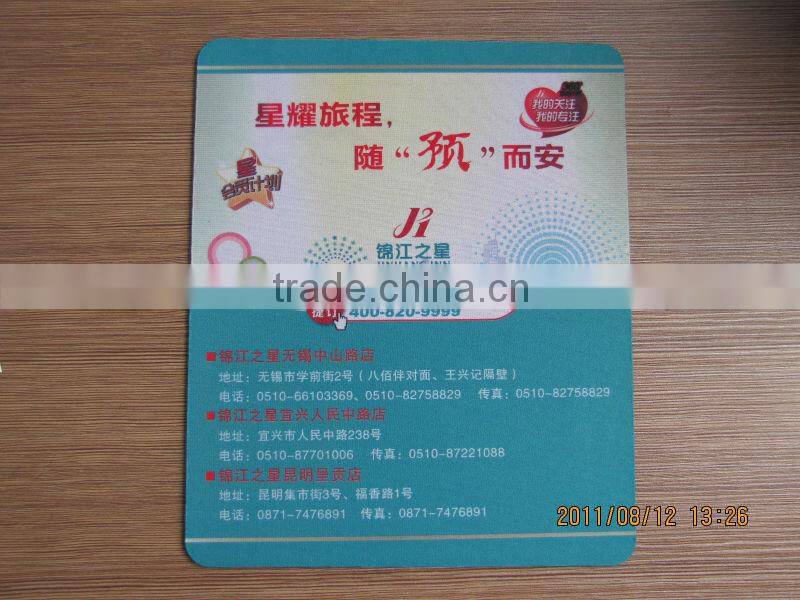 星耀旅程，
随“预”而安
我的关注
我的专注
星
会员计划
J1
锦江之星
JINJIANG INN
trade.china.cn
捷订 400-820-9999
■锦江之星无锡中山路店
地址：无锡市学前街2号（八佰伴对面、王兴记隔壁）
电话：0510-66103369、0510-82758829 传真：0510-82758829
■锦江之星宜兴人民中路店
地址：宜兴市人民中路238号
电话：0510-87701006 传真：0510-87221088
■锦江之星昆明呈贡店
地址：昆明集市街3号、福香路1号
电话：0871-7476891 传真：0871-7476891
2011/08/12 13:26